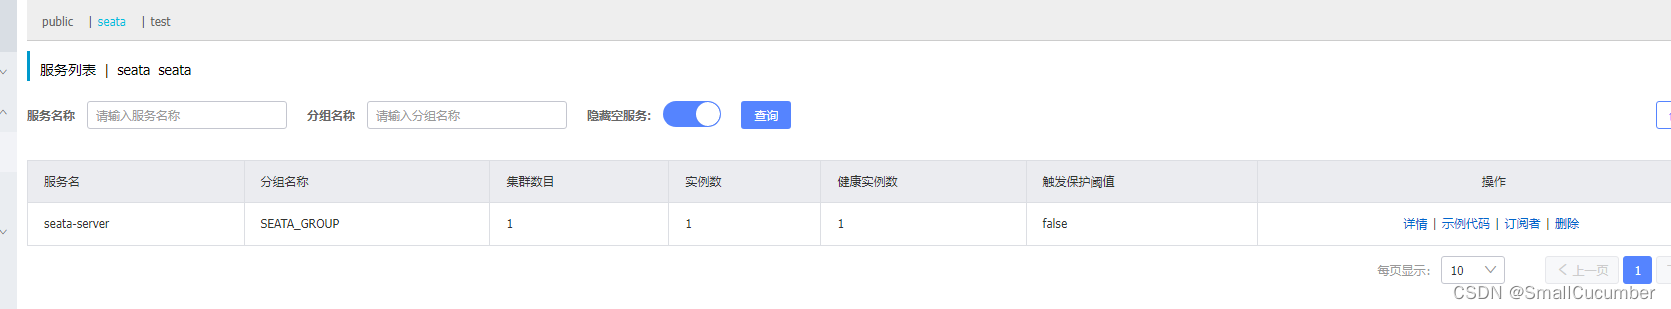 public | seata | test
服务列表 | seata seata
服务名称 请输入服务名称 分组名称 请输入分组名称 隐藏空服务: 查询
服务名 分组名称 集群数目 实例数 健康实例数 触发保护阈值 操作
seata-server SEATA_GROUP 1 1 1 false 详情 | 示例代码 | 订阅者 | 删除
每页显示: 10 上一页 1
CSDN @SmallCucumber